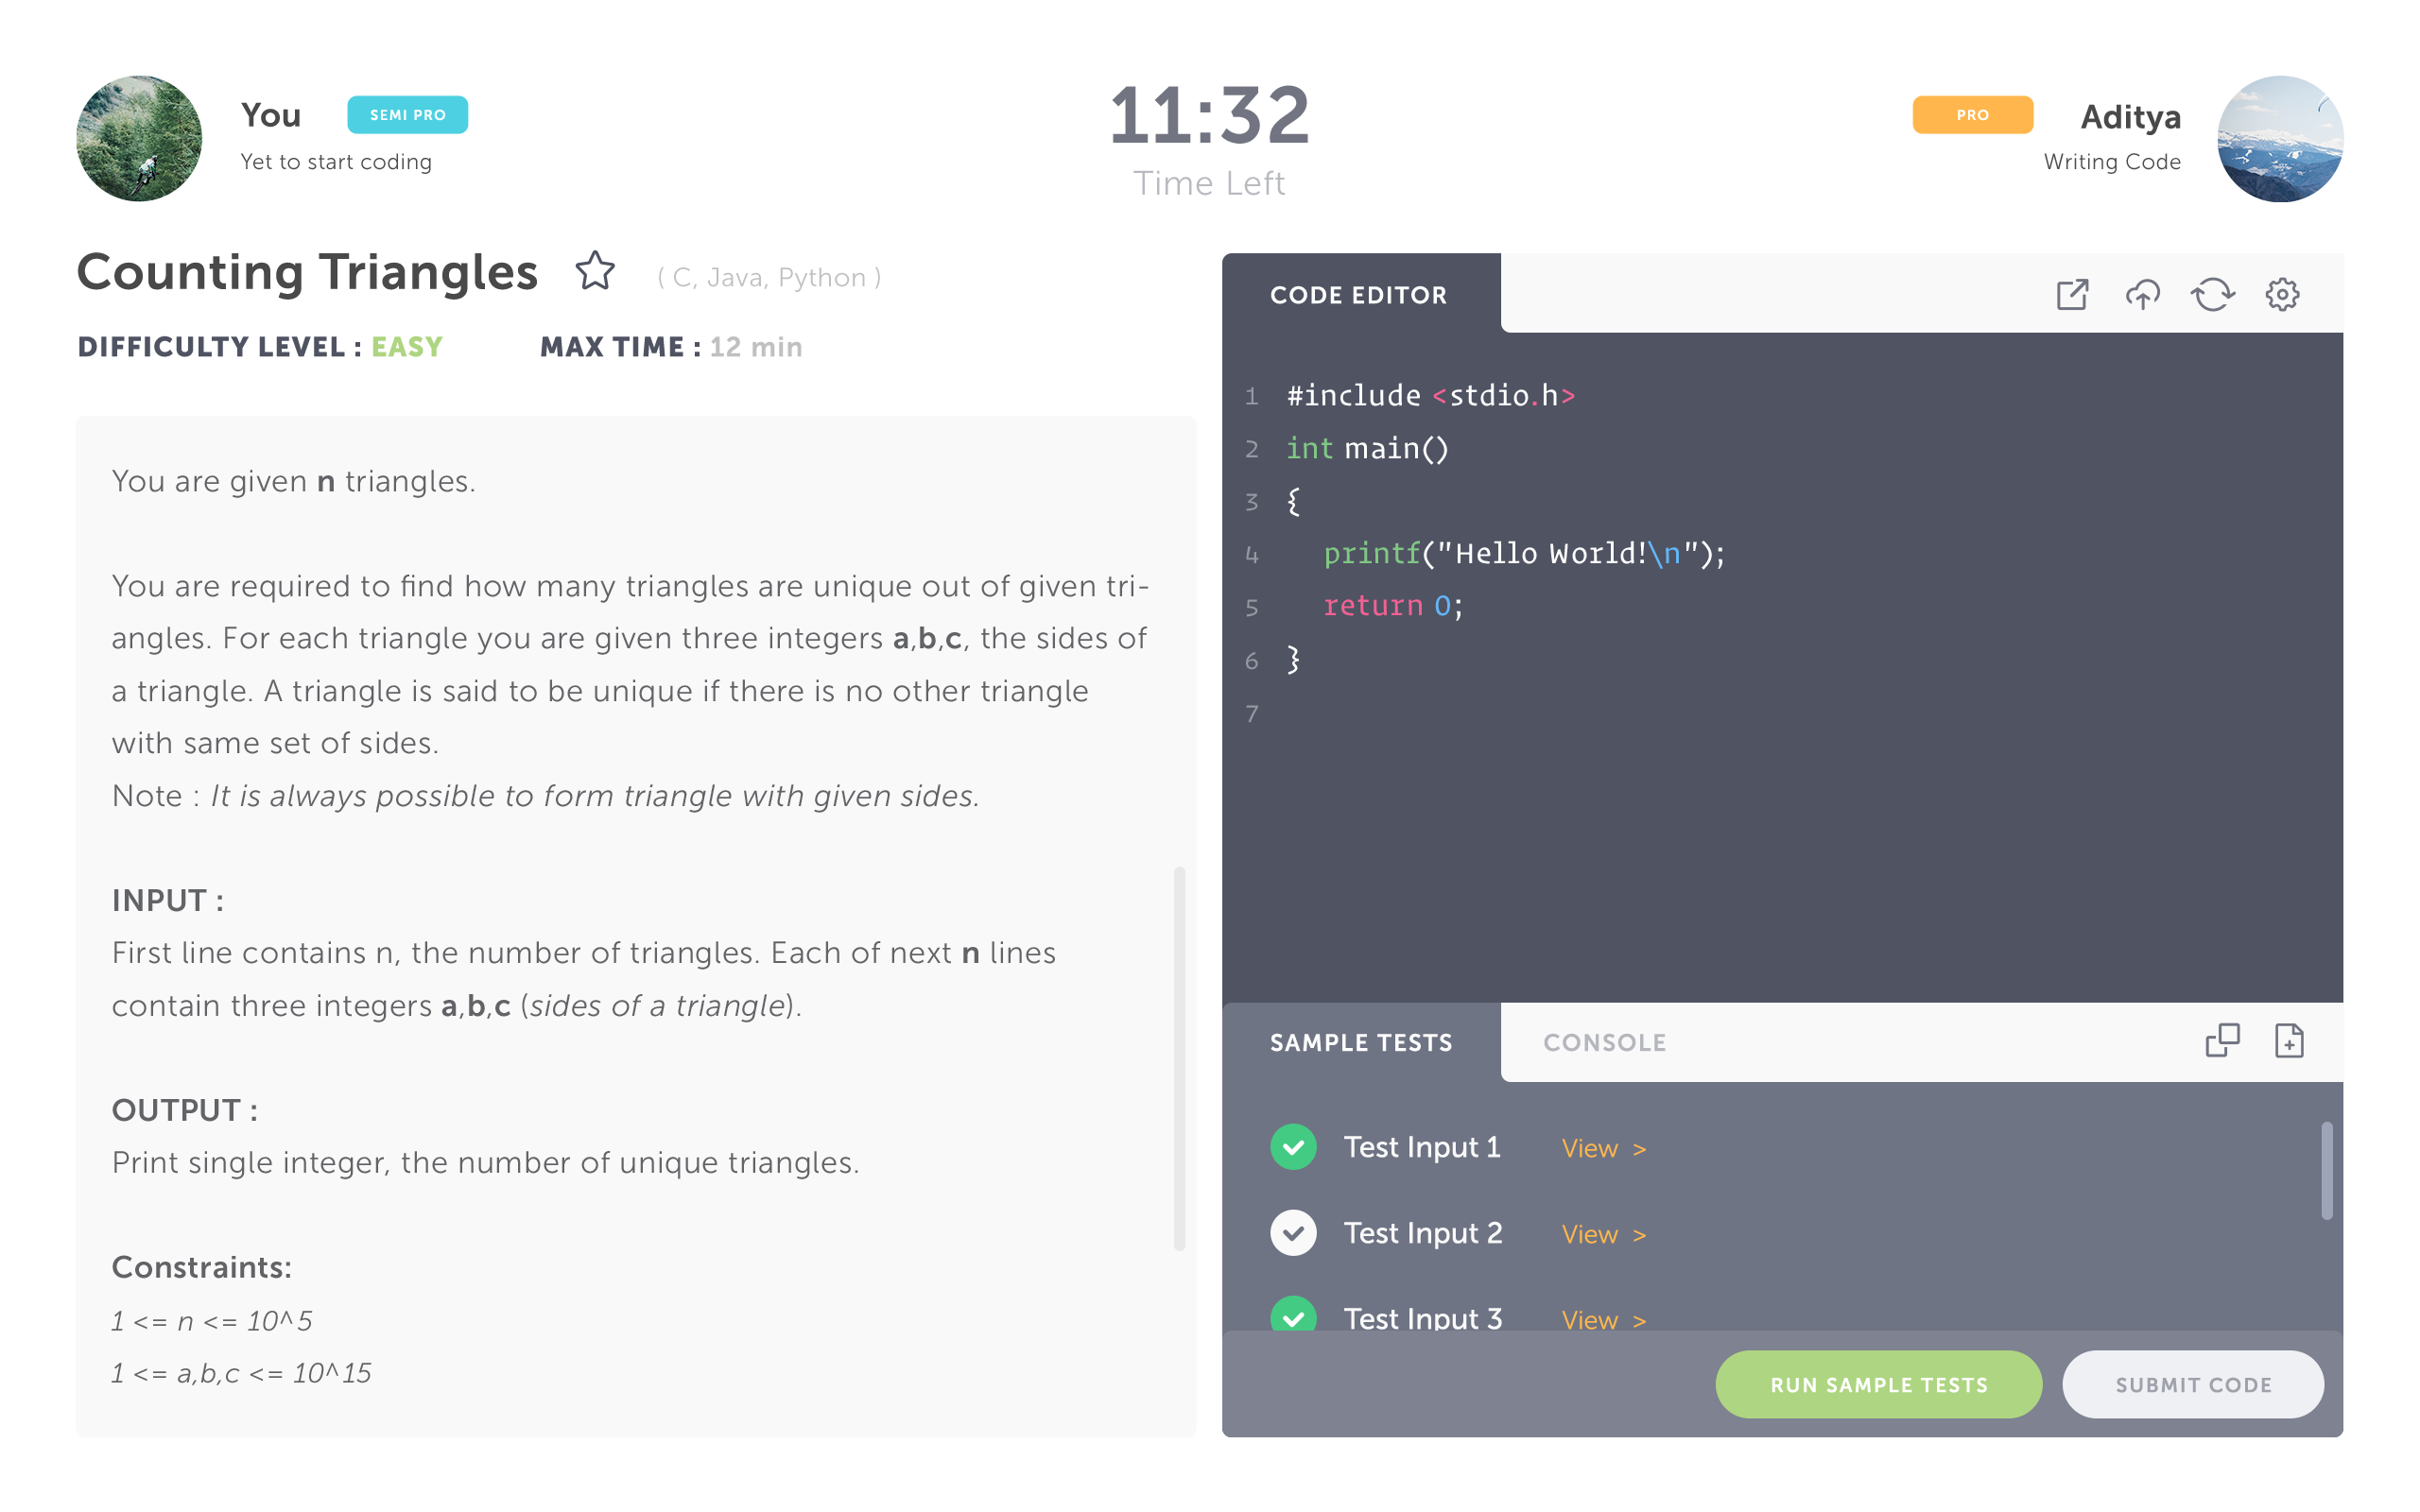 You
SEMI PRO
Yet to start coding
11:32
Time Left
PRO
Aditya
Writing Code
Counting Triangles
( C, Java, Python )
DIFFICULTY LEVEL : EASY
MAX TIME : 12 min
You are given n triangles.
You are required to find how many triangles are unique out of given tri-
angles. For each triangle you are given three integers a,b,c, the sides of
a triangle. A triangle is said to be unique if there is no other triangle
with same set of sides.
Note : It is always possible to form triangle with given sides.
INPUT :
First line contains n, the number of triangles. Each of next n lines
contain three integers a,b,c (sides of a triangle).
OUTPUT :
Print single integer, the number of unique triangles.
Constraints:
1 <= n <= 10^5
1 <= a,b,c <= 10^15
CODE EDITOR
1 #include <stdio.h>
2 int main()
3 {
4 printf("Hello World!\n");
5 return 0;
6 }
7
SAMPLE TESTS
CONSOLE
Test Input 1 View >
Test Input 2 View >
Test Input 3 View >
RUN SAMPLE TESTS
SUBMIT CODE